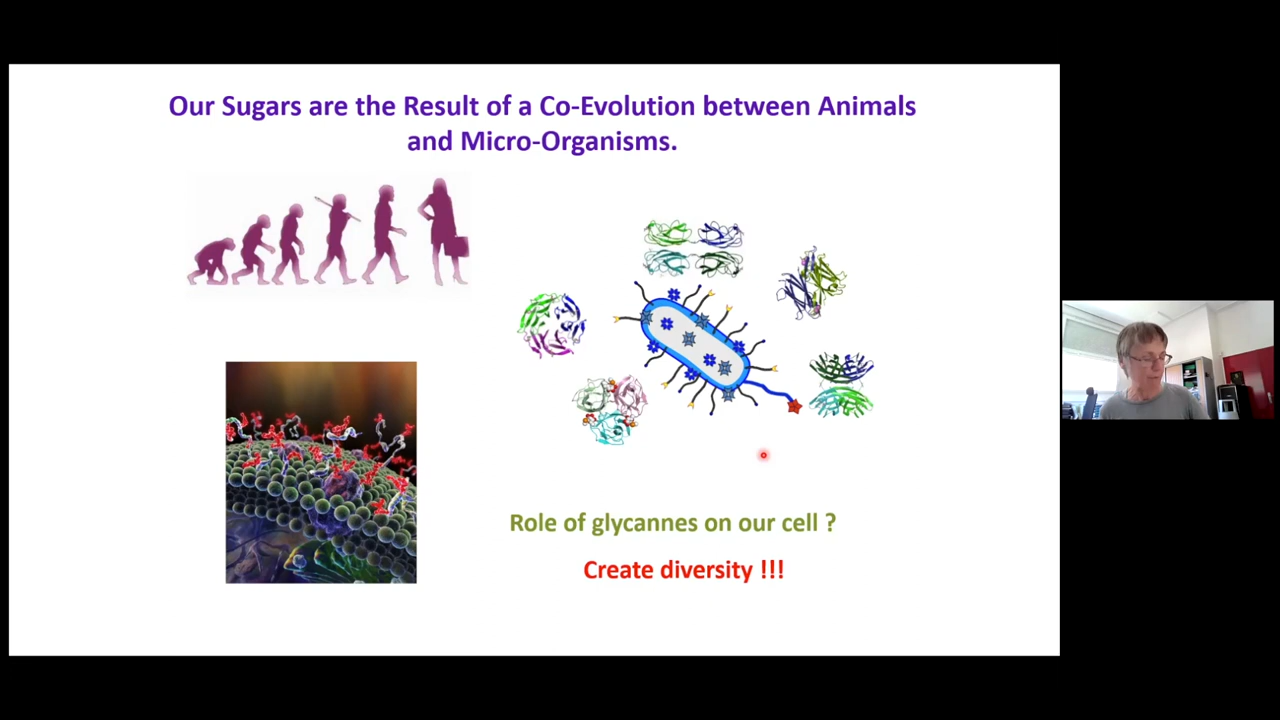 Our Sugars are the Result of a Co-Evolution between Animals
and Micro-Organisms.
Role of glycannes on our cell ?
Create diversity !!!